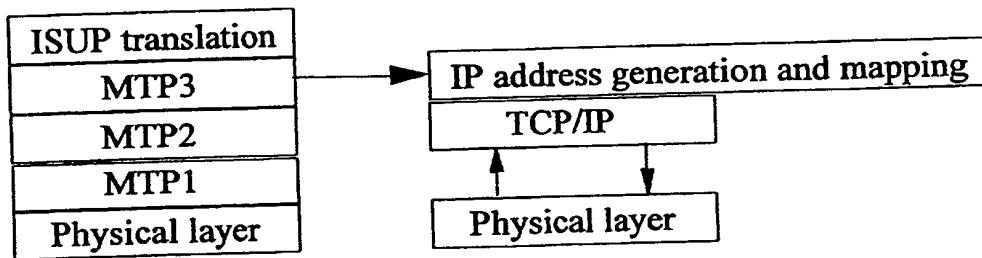 ISUP translation
MTP3
MTP2
MTP1
Physical layer
IP address generation and mapping
TCP/IP
Physical layer